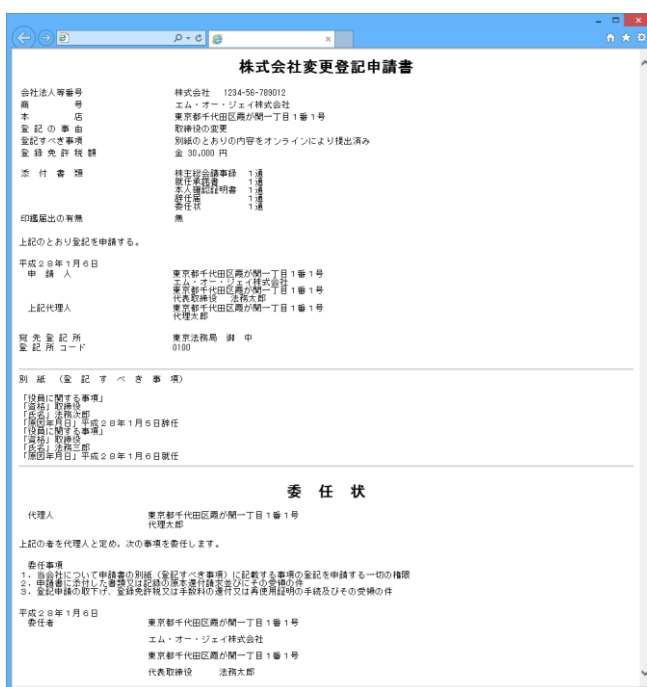 株式会社変更登記申請書
会社法人等番号 株式会社 1234-56-789012
商号 エム・オー・ジェイ株式会社
本店 東京都千代田区霞が関一丁目1番1号
登記の事由 取締役の変更
登記すべき事項 別紙のとおりの内容をオンラインにより提出済み
登録免許税額 金 30,000 円
添付書類 株主総会議事録 1通
就任承諾書 1通
本人確認証明書 1通
辞任届 1通
委任状 1通
印鑑届出の有無 無
上記のとおり登記を申請する。
平成28年1月6日
申請人 東京都千代田区霞が関一丁目1番1号
エム・オー・ジェイ株式会社
東京都千代田区霞が関一丁目1番1号
代表取締役 法務太郎
上記代理人 東京都千代田区霞が関一丁目1番1号
代理太郎
宛先登記所 東京法務局 御中
登記所コード 0100
別紙(登記すべき事項)
「役員に関する事項」
「資格」取締役
「氏名」法務次郎
「原因年月日」平成28年1月5日辞任
「役員に関する事項」
「資格」取締役
「氏名」法務三郎
「原因年月日」平成28年1月6日就任
委任状
代理人 東京都千代田区霞が関一丁目1番1号
代理太郎
上記の者を代理人と定め,次の事項を委任します。
委任事項
1.当会社について申請書の別紙(登記すべき事項)に記載する事項の登記を申請する一切の権限
2.申請書に添付した書類又は記録の原本還付請求並びにその受領の件
3.登記申請の取下げ、登録免許税又は手数料の還付又は再使用証明の手続及びその受領の件
平成28年1月6日
委任者 東京都千代田区霞が関一丁目1番1号
エム・オー・ジェイ株式会社
東京都千代田区霞が関一丁目1番1号
代表取締役 法務太郎